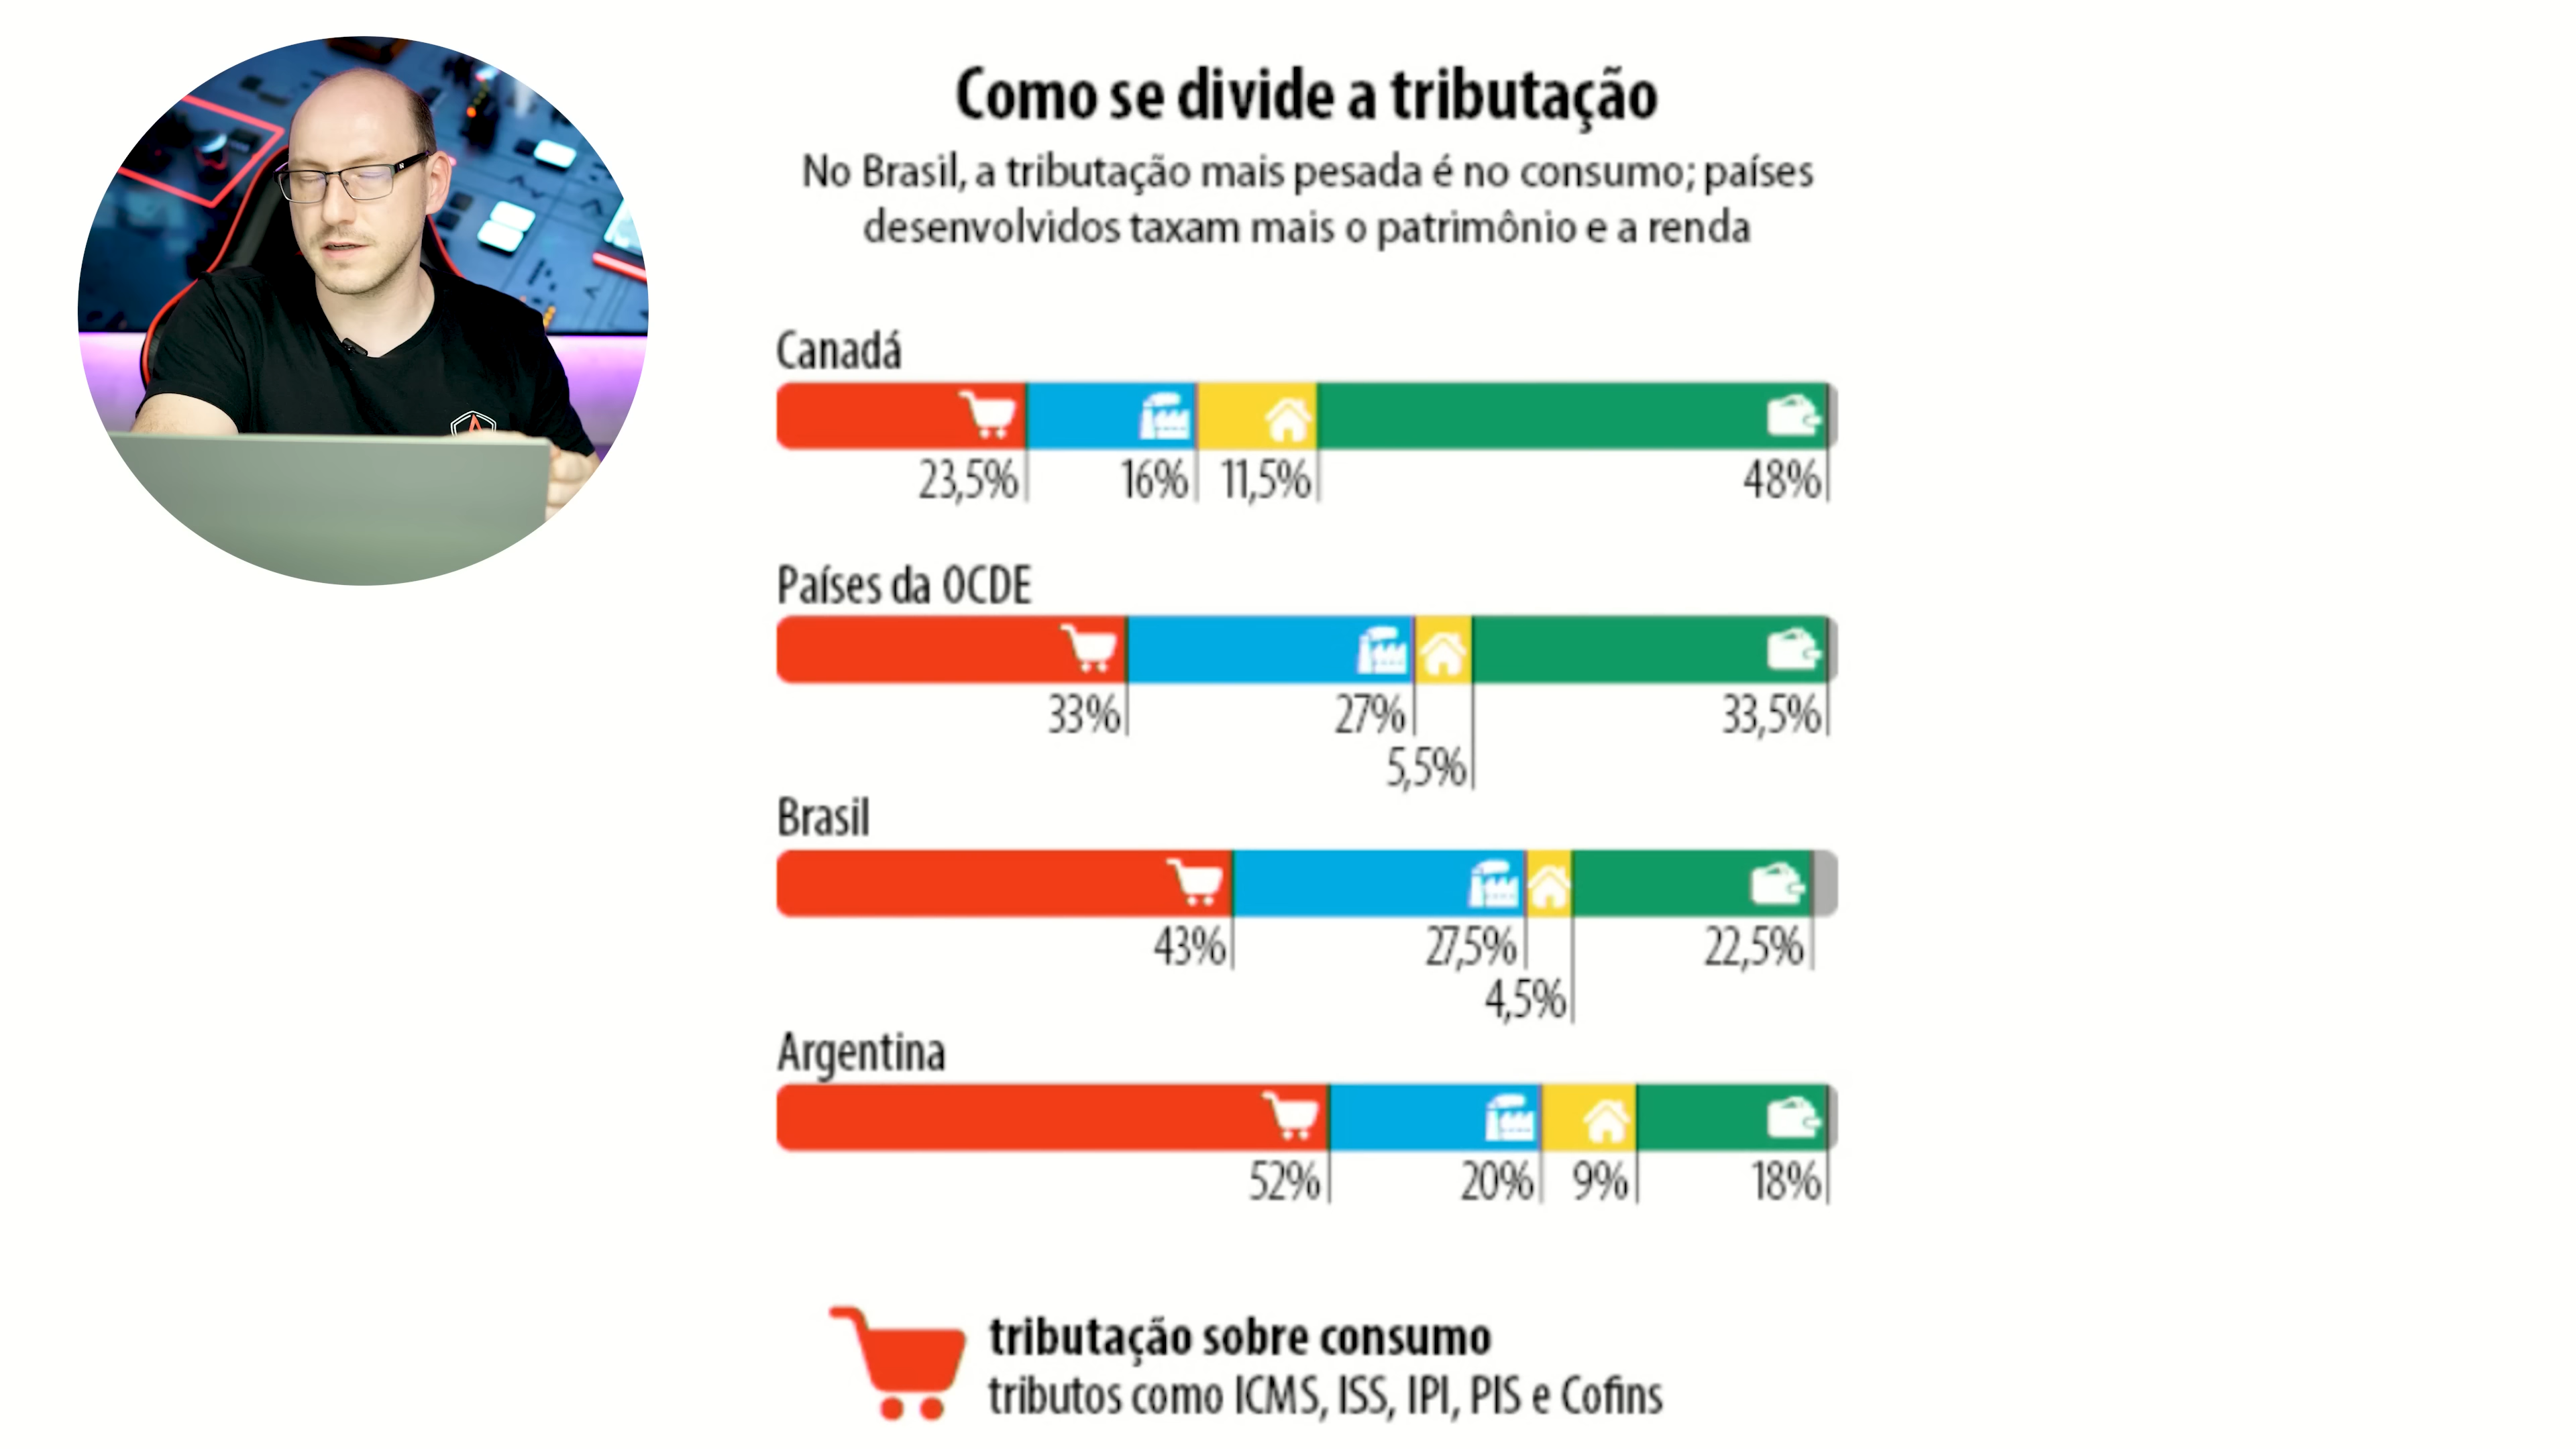 Como se divide a tributação
No Brasil, a tributação mais pesada é no consumo; países
desenvolvidos taxam mais o patrimônio e a renda
Canadá
23,5% 16% 11,5% 48%
Países da OCDE
33% 27% 33,5%
5,5%
Brasil
43% 27,5% 22,5%
4,5%
Argentina
52% 20% 9% 18%
tributação sobre consumo
tributos como ICMS, ISS, IPI, PIS e Cofins